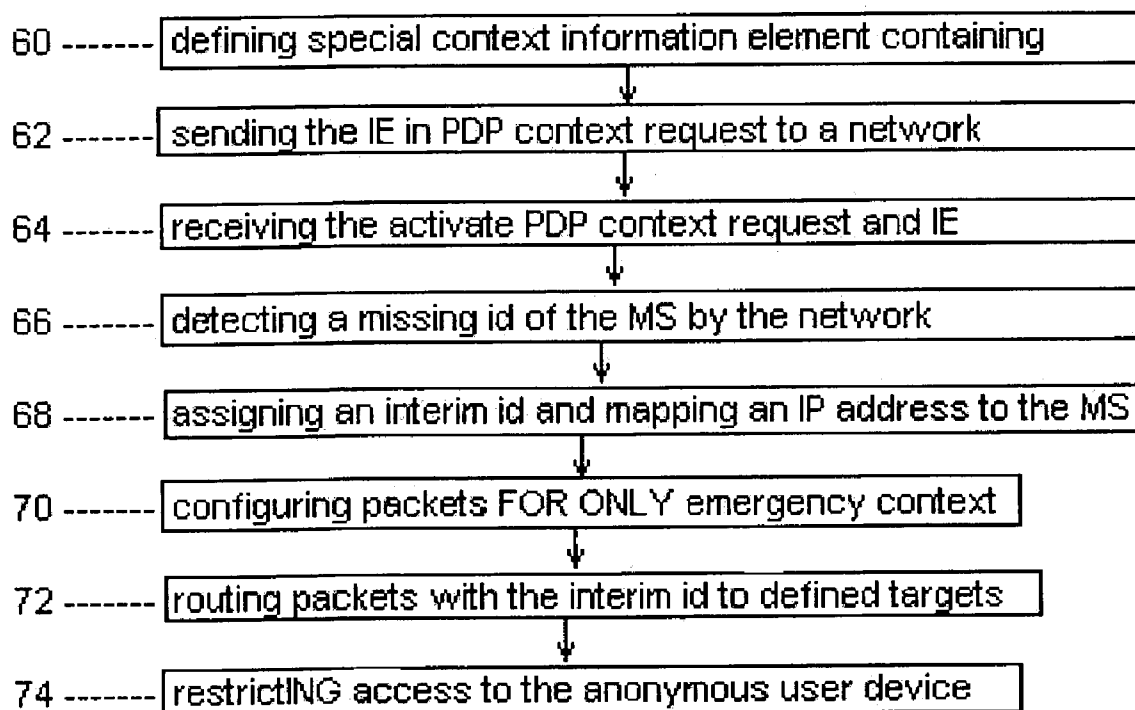 60 ------- defining special context information element containing
62 ------- sending the IE in PDP context request to a network
64 ------- receiving the activate PDP context request and IE
66 ------- detecting a missing id of the MS by the network
68 ------- assigning an interim id and mapping an IP address to the MS
70 ------- configuring packets FOR ONLY emergency context
72 ------- routing packets with the interim id to defined targets
74 ------- restrictING access to the anonymous user device